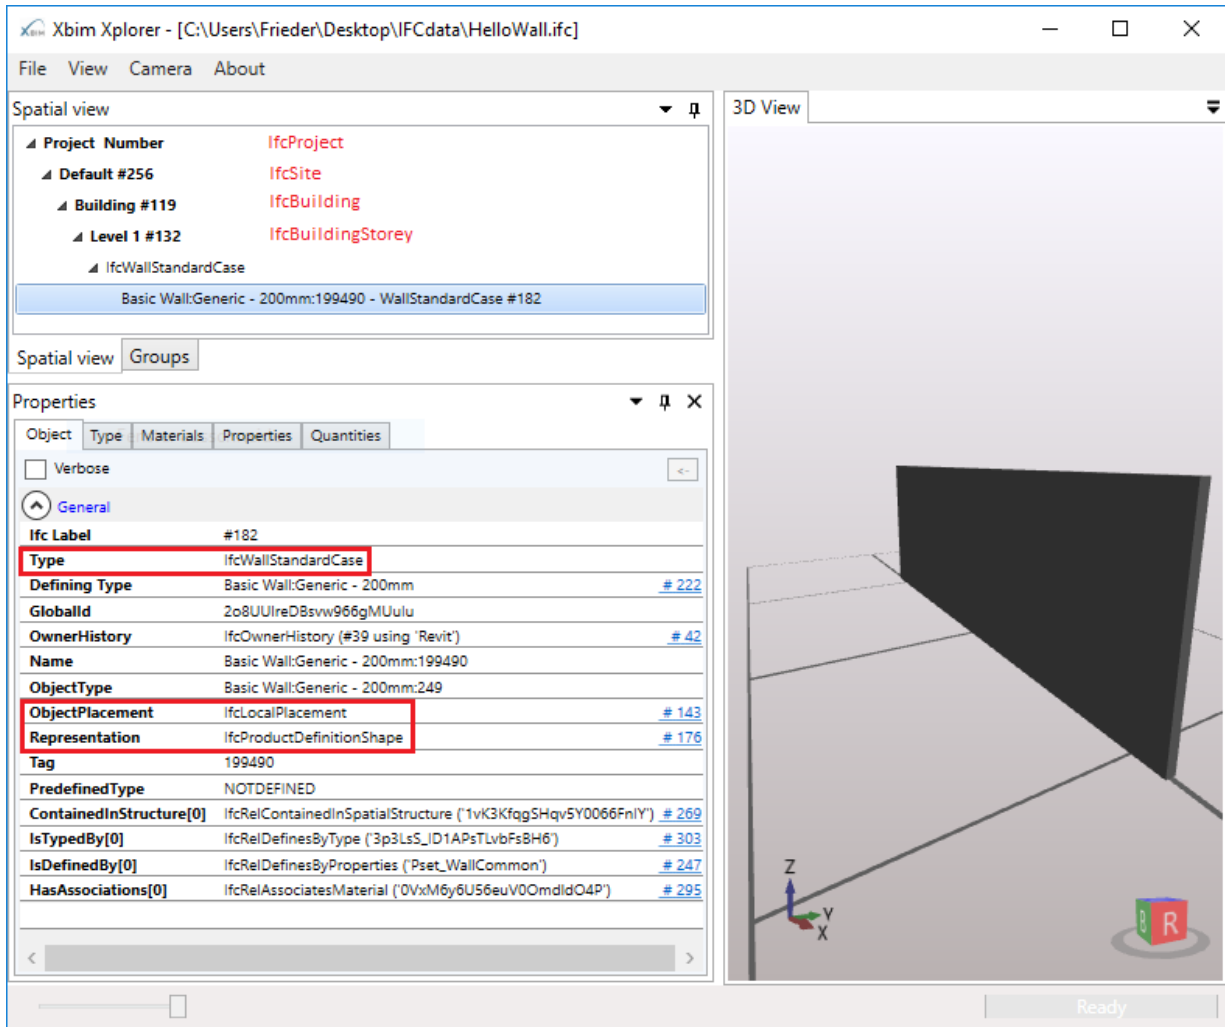 XBIM Xbim Xplorer - [C:\Users\Frieder\Desktop\IFCdata\HelloWall.ifc]
File View Camera About
Spatial view
Project Number IfcProject
Default #256 IfcSite
Building #119 IfcBuilding
Level 1 #132 IfcBuildingStorey
IfcWallStandardCase
Basic Wall:Generic - 200mm:199490 - WallStandardCase #182
Spatial view Groups
Properties
Object Type Materials Properties Quantities
Verbose
<-
General
Ifc Label #182
Type IfcWallStandardCase
Defining Type Basic Wall:Generic - 200mm # 222
GlobalId 2o8UUlreDBsvw966gMUulu
OwnerHistory IfcOwnerHistory (#39 using 'Revit') # 42
Name Basic Wall:Generic - 200mm:199490
ObjectType Basic Wall:Generic - 200mm:249
ObjectPlacement IfcLocalPlacement # 143
Representation IfcProductDefinitionShape # 176
Tag 199490
PredefinedType NOTDEFINED
ContainedInStructure[0] IfcRelContainedInSpatialStructure ('1vK3KfqgSHqv5Y0066FnlY') # 269
IsTypedBy[0] IfcRelDefinesByType ('3p3LsS_lD1APsTLvbFsBH6') # 303
IsDefinedBy[0] IfcRelDefinesByProperties ('Pset_WallCommon') # 247
HasAssociations[0] IfcRelAssociatesMaterial ('0VxM6y6U56euV0OmdldO4P') # 295
3D View
Z
Y
X
B R
Ready